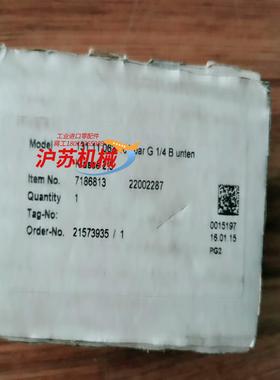 Model
bar G 1/4 B unten
Item No. 7186813 22002287
Quantity 1
Tag-No:
Order-No. 21573935 / 1
0015197
16.01.15
PG2
工业进口零配件
沪苏机械